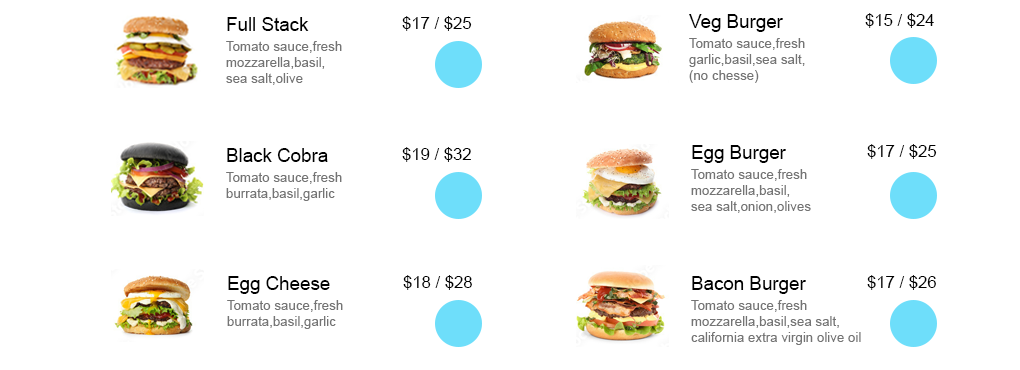 Full Stack
$17 / $25
Tomato sauce,fresh
mozzarella,basil,
sea salt,olive
Veg Burger
$15 / $24
Tomato sauce,fresh
garlic,basil,sea salt,
(no chesse)
Black Cobra
$19 / $32
Tomato sauce,fresh
burrata,basil,garlic
Egg Burger
$17 / $25
Tomato sauce,fresh
mozzarella,basil,
sea salt,onion,olives
Egg Cheese
$18 / $28
Tomato sauce,fresh
burrata,basil,garlic
Bacon Burger
$17 / $26
Tomato sauce,fresh
mozzarella,basil,sea salt,
california extra virgin olive oil